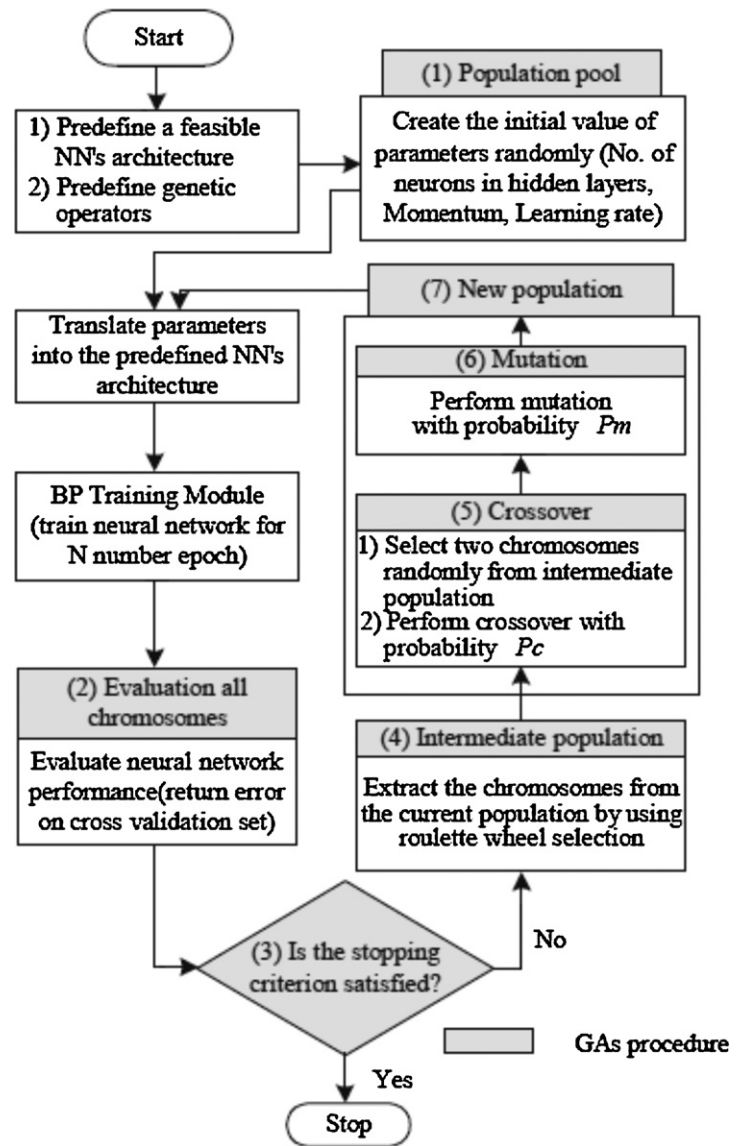 Start
1) Predefine a feasible
NN's architecture
2) Predefine genetic
operators
(1) Population pool
Create the initial value of
parameters randomly (No. of
neurons in hidden layers,
Momentum, Learning rate)
Translate parameters
into the predefined NN's
architecture
BP Training Module
(train neural network for
N number epoch)
(2) Evaluation all
chromosomes
Evaluate neural network
performance(return error
on cross validation set)
(3) Is the stopping
criterion satisfied?
No
Yes
Stop
(4) Intermediate population
Extract the chromosomes from
the current population by using
roulette wheel selection
(5) Crossover
1) Select two chromosomes
randomly from intermediate
population
2) Perform crossover with
probability Pc
(6) Mutation
Perform mutation
with probability Pm
(7) New population
GAs procedure